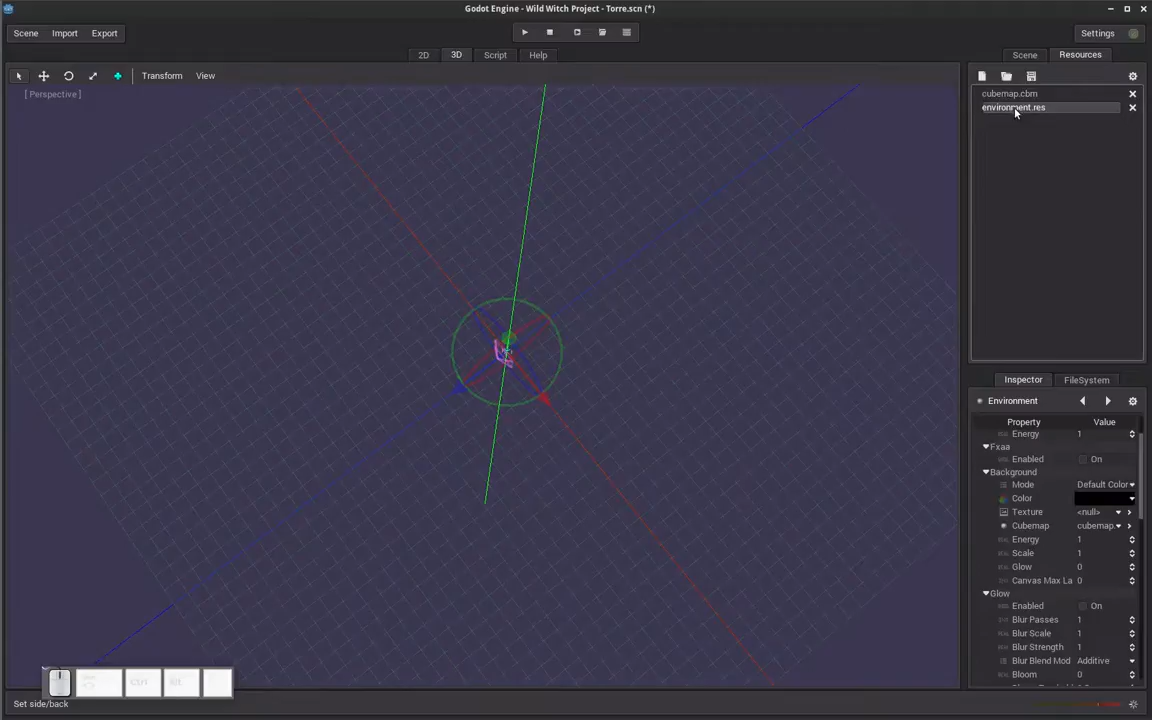 Godot Engine - Wild Witch Project - Torre.scn (*)
Scene Import Export
Settings
2D 3D Script Help
Scene Resources
Transform View
[ Perspective ]
cubemap.cbm
environment.res
Inspector FileSystem
Environment
Property Value
Energy 1
Fxaa
Enabled On
Background
Mode Default Color
Color
Texture <null>
Cubemap cubemap.
Energy 1
Scale 1
Glow 0
Canvas Max La 0
Glow
Enabled On
Blur Passes 1
Blur Scale 1
Blur Strength 1
Blur Blend Mod Additive
Bloom 0
Ctrl Alt
Set side/back